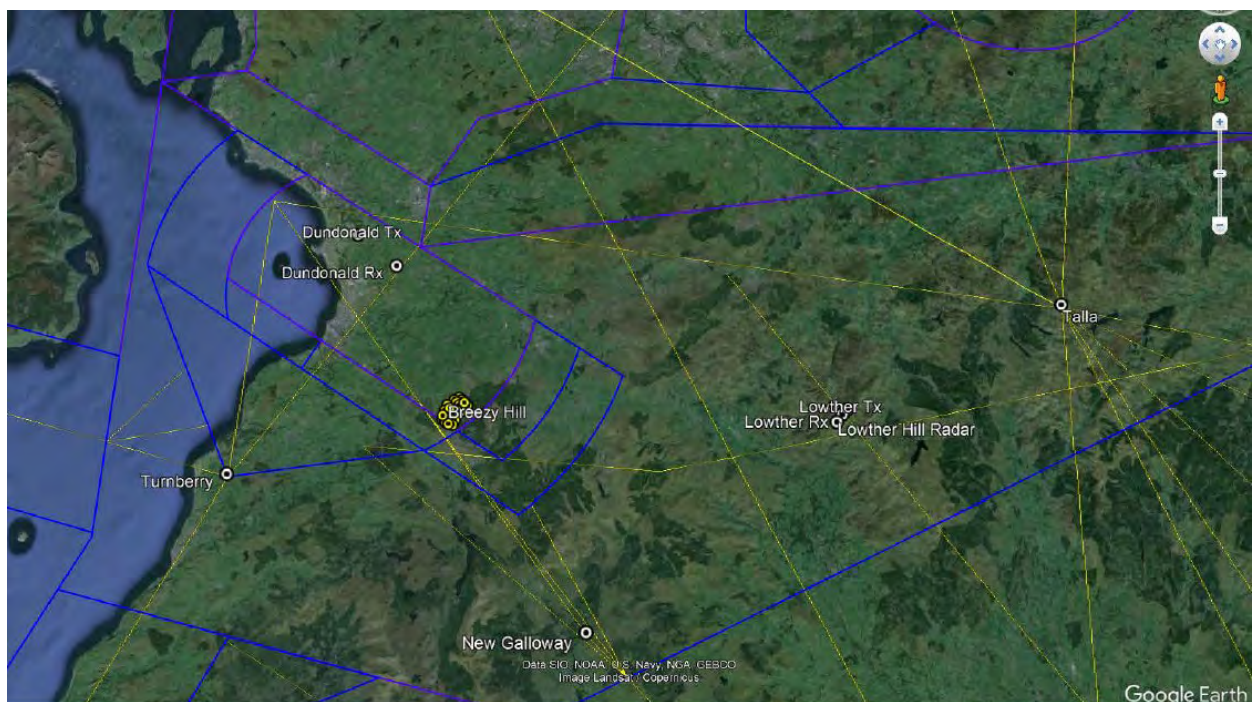 Dundonald Tx
Dundonald Rx
Talla
Breezy Hill
Lowther Tx
Lowther Rx
Lowther Hill Radar
Turnberry
New Galloway
Data SIO, NOAA, U.S. Navy, NGA, GEBCO
Image Landsat / Copernicus
Google Earth